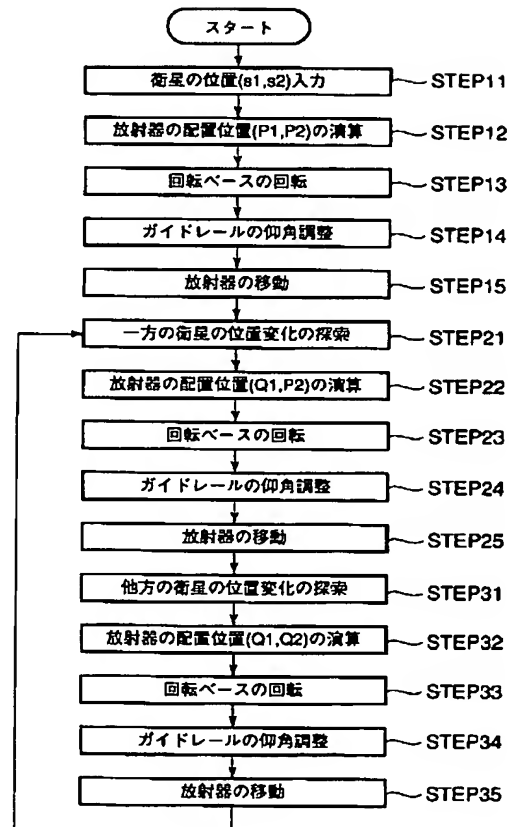 スタート
衛星の位置(s1,s2)入力 STEP11
放射器の配置位置(P1,P2)の演算 STEP12
回転ベースの回転 STEP13
ガイドレールの仰角調整 STEP14
放射器の移動 STEP15
一方の衛星の位置変化の探索 STEP21
放射器の配置位置(Q1,P2)の演算 STEP22
回転ベースの回転 STEP23
ガイドレールの仰角調整 STEP24
放射器の移動 STEP25
他方の衛星の位置変化の探索 STEP31
放射器の配置位置(Q1,Q2)の演算 STEP32
回転ベースの回転 STEP33
ガイドレールの仰角調整 STEP34
放射器の移動 STEP35